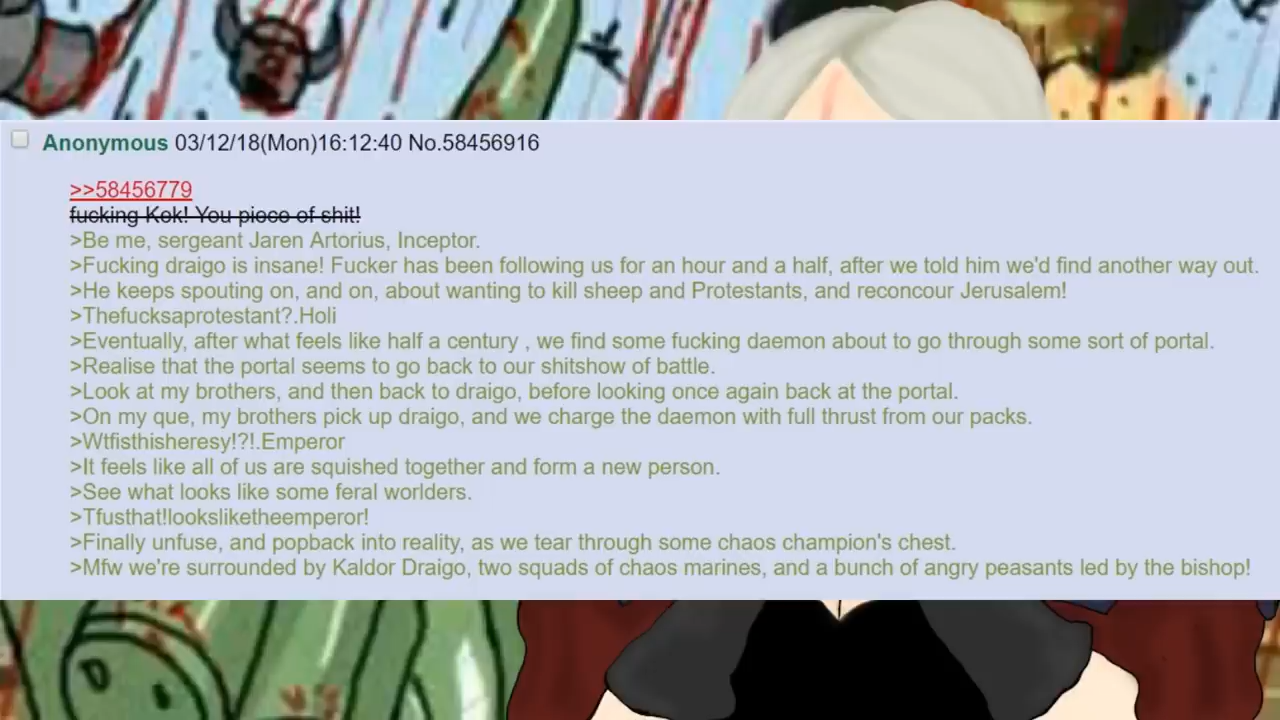 Anonymous 03/12/18(Mon)16:12:40 No.58456916
>>58456779
fucking Kek! You piece of shit!
>Be me, sergeant Jaren Artorius, Inceptor.
>Fucking draigo is insane! Fucker has been following us for an hour and a half, after we told him we'd find another way out.
>He keeps spouting on, and on, about wanting to kill sheep and Protestants, and reconcour Jerusalem!
>Thefucksaprotestant?.Holi
>Eventually, after what feels like half a century , we find some fucking daemon about to go through some sort of portal.
>Realise that the portal seems to go back to our shitshow of battle.
>Look at my brothers, and then back to draigo, before looking once again back at the portal.
>On my que, my brothers pick up draigo, and we charge the daemon with full thrust from our packs.
>Wtfisthisheresy!?!.Emperor
>It feels like all of us are squished together and form a new person.
>See what looks like some feral worlders.
>Tfusthat!looksliketheemperor!
>Finally unfuse, and popback into reality, as we tear through some chaos champion's chest.
>Mfw we're surrounded by Kaldor Draigo, two squads of chaos marines, and a bunch of angry peasants led by the bishop!